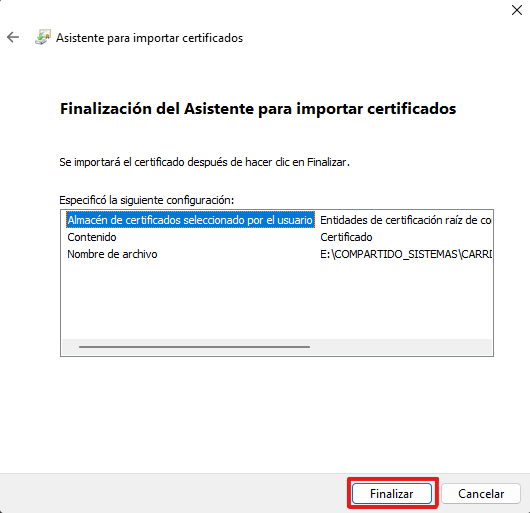 Asistente para importar certificados
Finalización del Asistente para importar certificados
Se importará el certificado después de hacer clic en Finalizar.
Especificó la siguiente configuración:
Almacén de certificados seleccionado por el usuario Entidades de certificación raíz de co
Contenido Certificado
Nombre de archivo E:\COMPARTIDO_SISTEMAS\CARRI
Finalizar Cancelar